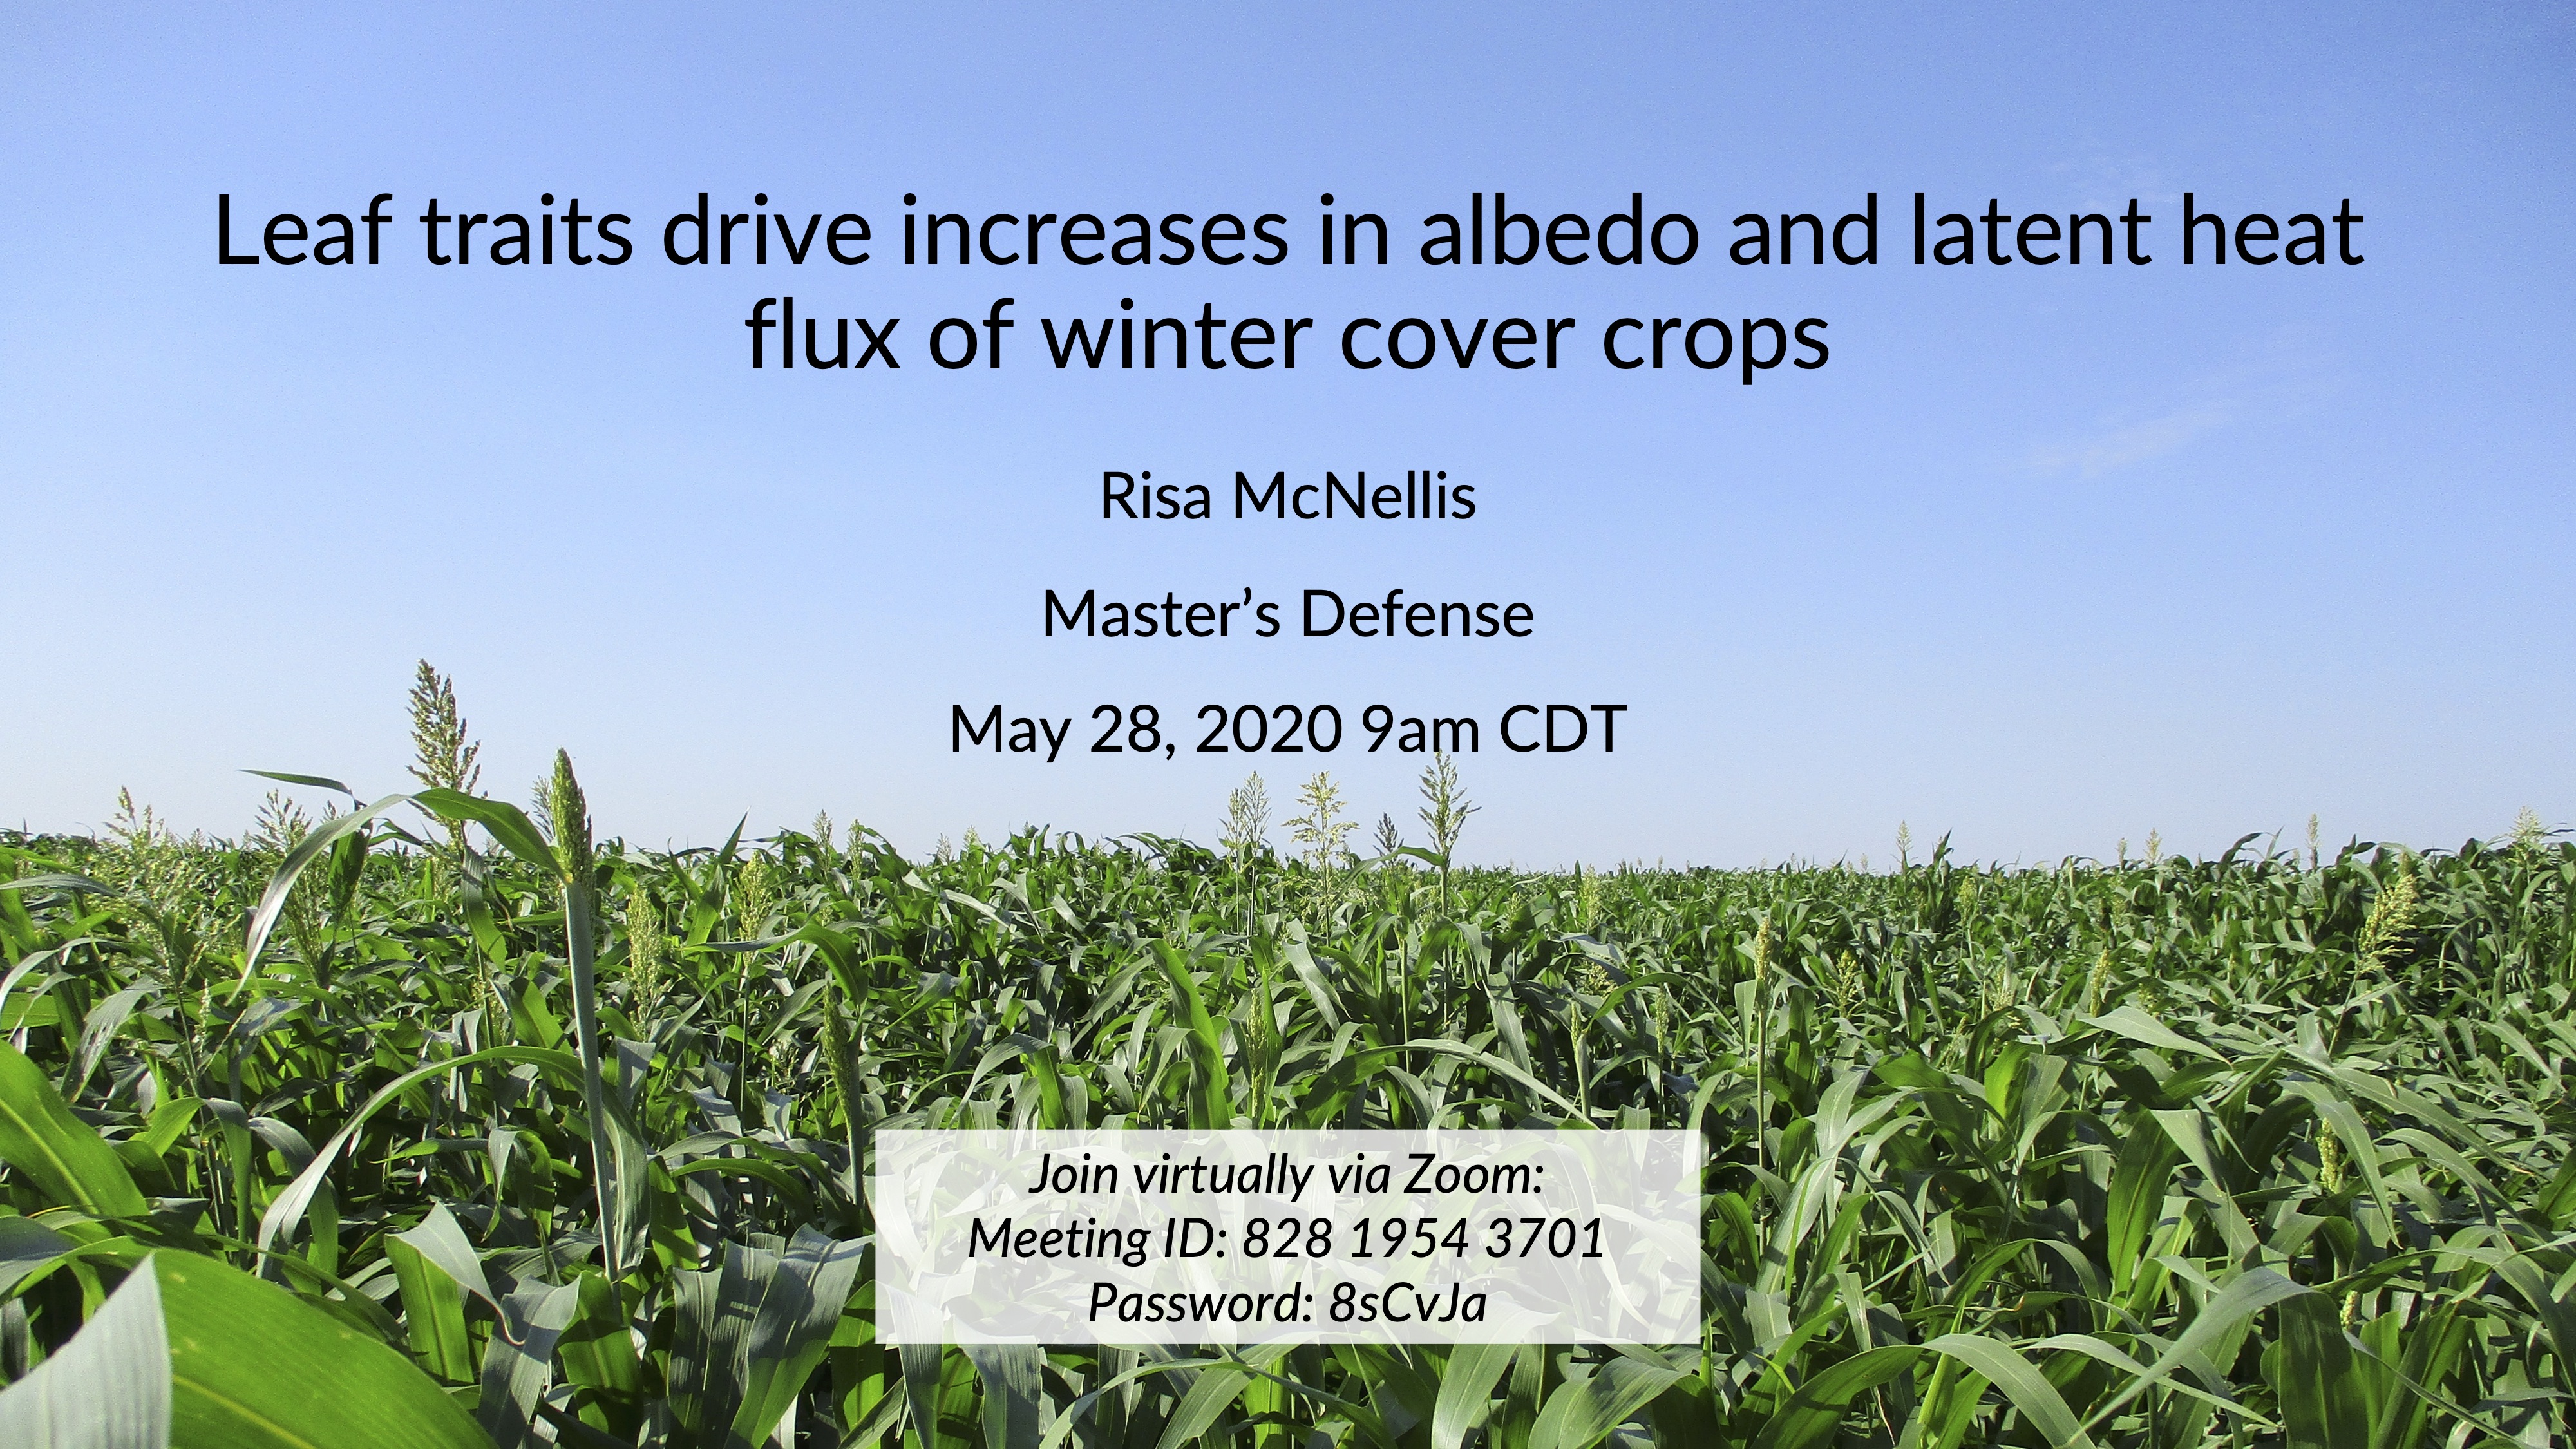 Leaf traits drive increases in albedo and latent heat
flux of winter cover crops
Risa McNellis
Master’s Defense
May 28, 2020 9am CDT
Join virtually via Zoom:
Meeting ID: 828 1954 3701
Password: 8sCvJa